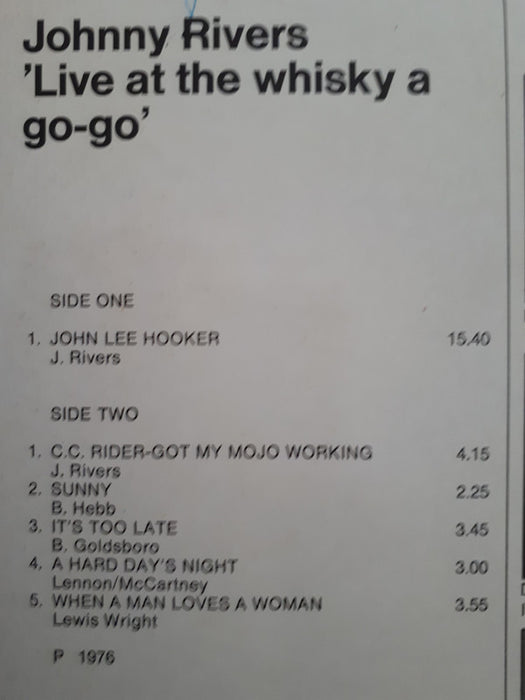 Johnny Rivers
'Live at the whisky a
go-go'
SIDE ONE
1. JOHN LEE HOOKER 15.40
J. Rivers
SIDE TWO
1. C.C. RIDER-GOT MY MOJO WORKING 4.15
J. Rivers
2. SUNNY 2.25
B. Hebb
3. IT'S TOO LATE 3.45
B. Goldsboro
4. A HARD DAY'S NIGHT 3.00
Lennon/McCartney
5. WHEN A MAN LOVES A WOMAN 3.55
Lewis Wright
P 1976